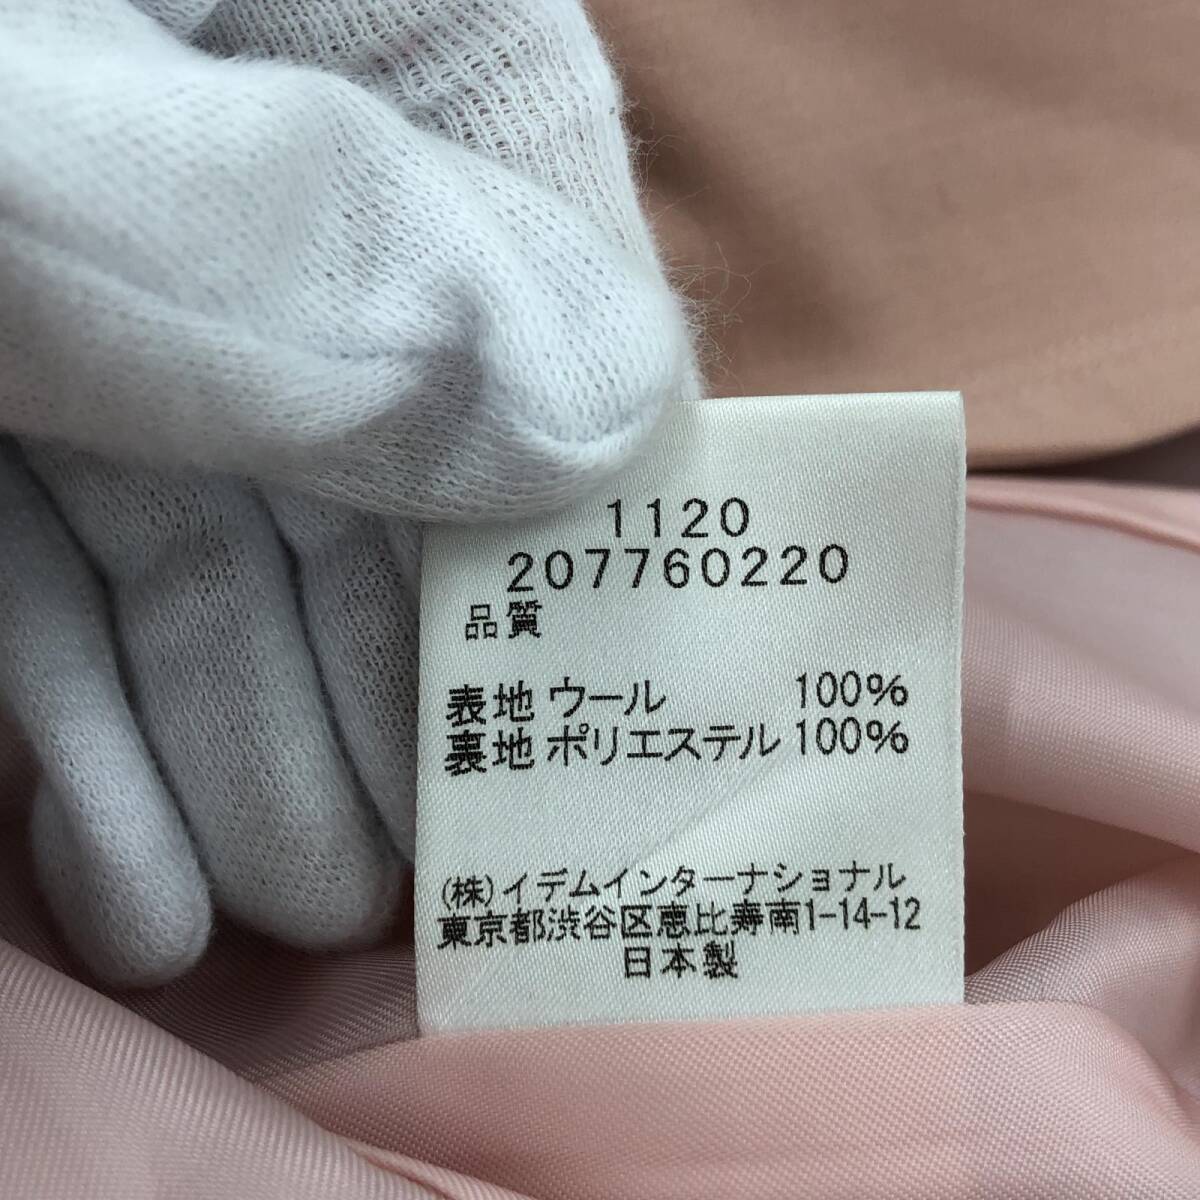 1120
207760220
品質
表地 ウール 100%
裏地 ポリエステル 100%
(株)イデムインターナショナル
東京都渋谷区恵比寿南1-14-12
日本製